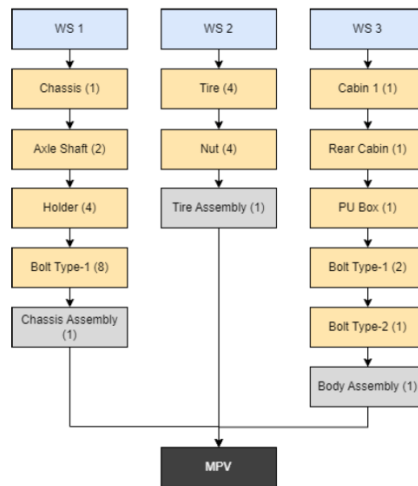 WS 1
WS 2
WS 3
Chassis (1)
Tire (4)
Cabin 1 (1)
Axle Shaft (2)
Nut (4)
Rear Cabin (1)
Holder (4)
Tire Assembly (1)
PU Box (1)
Bolt Type-1 (8)
Bolt Type-1 (2)
Chassis Assembly
(1)
Bolt Type-2 (1)
Body Assembly (1)
MPV